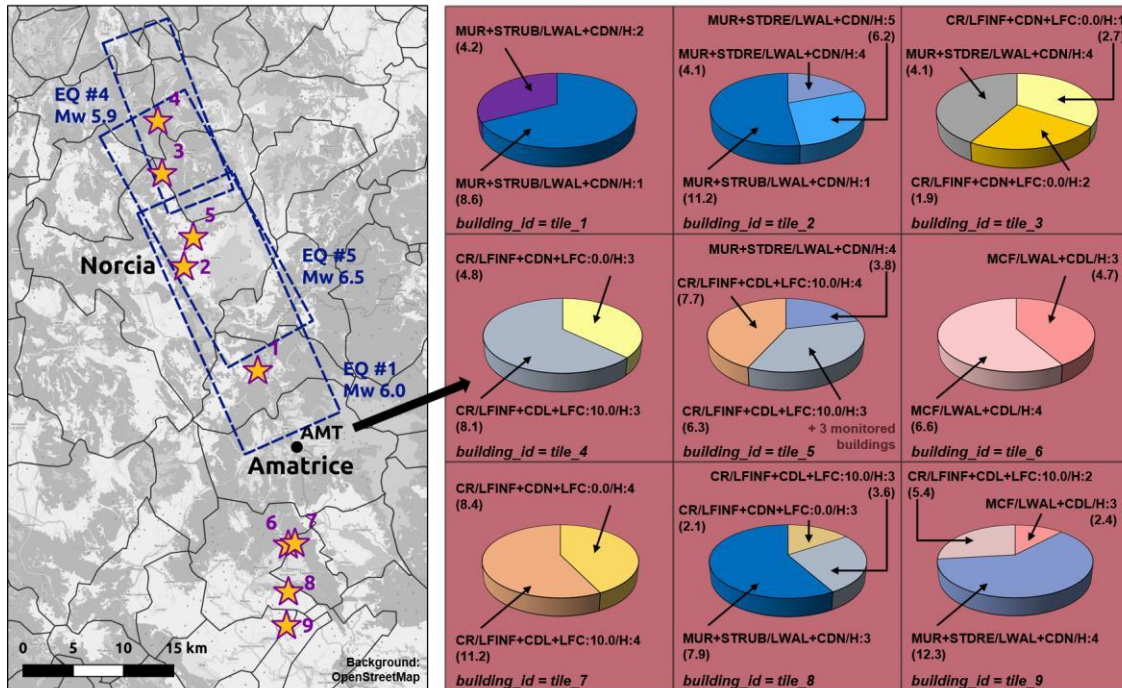 EQ #4
Mw 5.9
4
3
5
Norcia
2
EQ #5
Mw 6.5
1
EQ #1
Mw 6.0
AMT
Amatrice
6
7
8
9
0 5 10 15 km
Background:
OpenStreetMap
MUR+STRUB/LWAL+CDN/H:2
(4.2)
MUR+STRUB/LWAL+CDN/H:1
(8.6)
building_id = tile_1
MUR+STDRE/LWAL+CDN/H:5
(6.2)
MUR+STDRE/LWAL+CDN/H:4
(4.1)
MUR+STRUB/LWAL+CDN/H:1
(11.2)
building_id = tile_2
CR/LFINF+CDN+LFC:0.0/H:1
(2.7)
MUR+STDRE/LWAL+CDN/H:4
(4.1)
CR/LFINF+CDN+LFC:0.0/H:2
(1.9)
building_id = tile_3
CR/LFINF+CDN+LFC:0.0/H:3
(4.8)
CR/LFINF+CDL+LFC:10.0/H:3
(8.1)
building_id = tile_4
MUR+STDRE/LWAL+CDN/H:4
(3.8)
CR/LFINF+CDL+LFC:10.0/H:4
(7.7)
CR/LFINF+CDL+LFC:10.0/H:3
(6.3)
+ 3 monitored
buildings
building_id = tile_5
MCF/LWAL+CDL/H:3
(4.7)
MCF/LWAL+CDL/H:4
(6.6)
building_id = tile_6
CR/LFINF+CDN+LFC:0.0/H:4
(8.4)
CR/LFINF+CDL+LFC:10.0/H:4
(11.2)
building_id = tile_7
CR/LFINF+CDL+LFC:10.0/H:3
(3.6)
CR/LFINF+CDN+LFC:0.0/H:3
(2.1)
MUR+STRUB/LWAL+CDN/H:3
(7.9)
building_id = tile_8
CR/LFINF+CDL+LFC:10.0/H:2
(5.4)
MCF/LWAL+CDL/H:3
(2.4)
MUR+STDRE/LWAL+CDN/H:4
(12.3)
building_id = tile_9